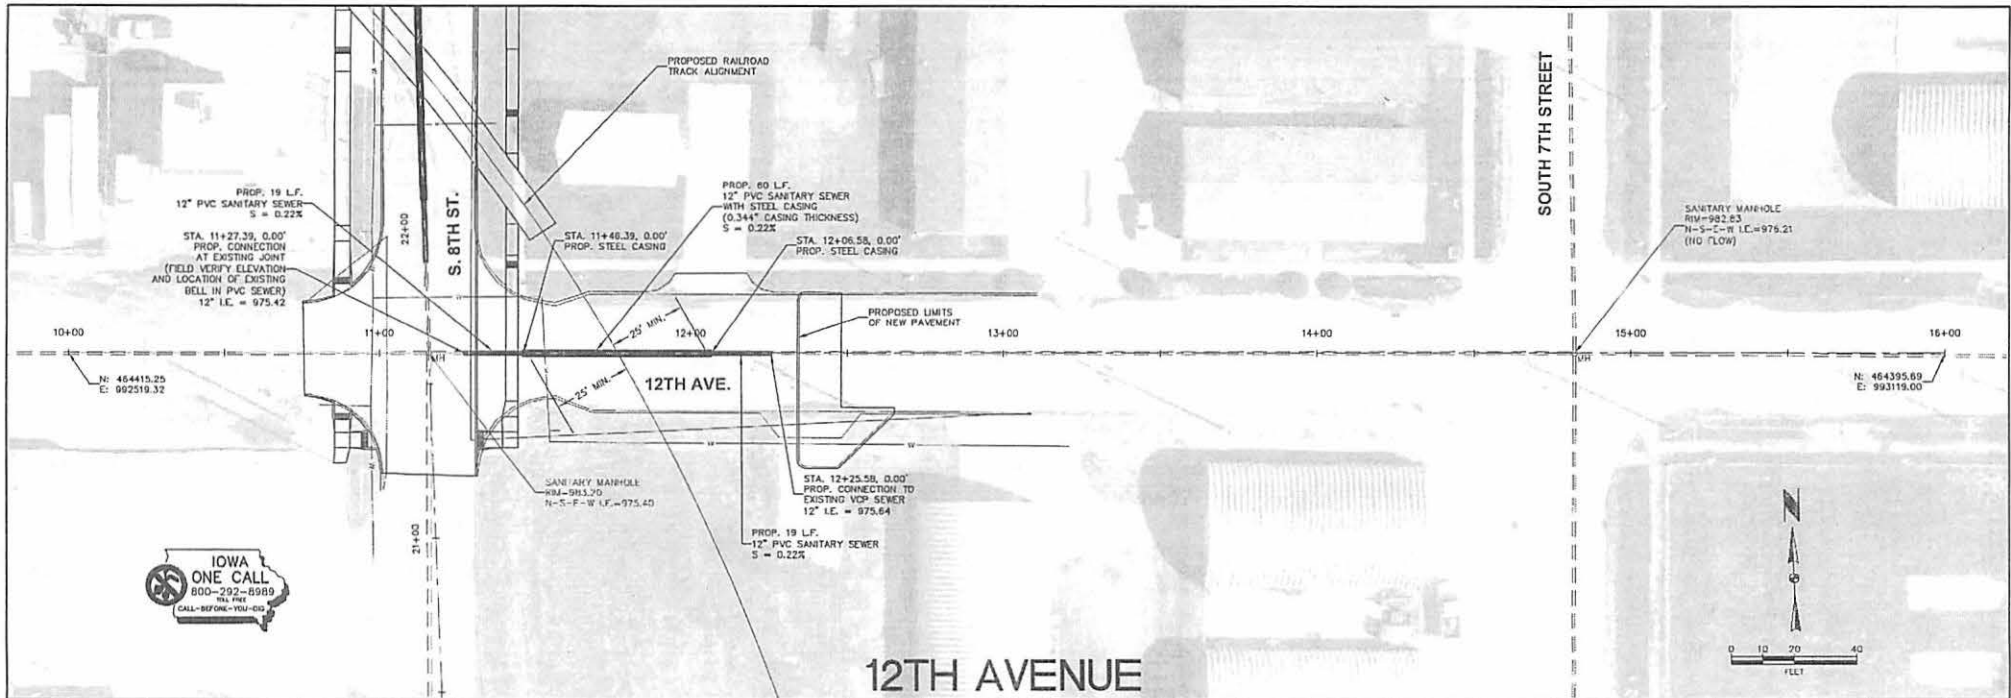 PROPOSED RAILROAD
TRACK ALIGNMENT
SOUTH 7TH STREET
PROP. 19 L.F.
12" PVC SANITARY SEWER
S = 0.22%
22+00
S. 8TH ST.
PROP. 60 L.F.
12" PVC SANITARY SEWER
WITH STEEL CASING
(0.344" CASING THICKNESS)
S = 0.22%
SANITARY MANHOLE
RIM=982.83
N-S-E-W I.E.=976.21
(NO FLOW)
STA. 11+27.39, 0.00'
PROP. CONNECTION
AT EXISTING JOINT
(FIELD VERIFY ELEVATION
AND LOCATION OF EXISTING
BELL IN PVC SEWER)
12" I.E. = 975.42
STA. 11+46.39, 0.00'
PROP. STEEL CASING
STA. 12+06.58, 0.00'
PROP. STEEL CASING
PROPOSED LIMITS
OF NEW PAVEMENT
25' MIN.
10+00
11+00
12+00
13+00
14+00
15+00
16+00
MH
MH
N: 464415.25
E: 992519.32
25' MIN.
12TH AVE.
N: 464395.69
E: 993119.00
W
W
SANITARY MANHOLE
RIM=983.20
N-S-E-W I.E.=975.40
STA. 12+25.58, 0.00'
PROP. CONNECTION TO
EXISTING VCP SEWER
12" I.E. = 975.64
PROP. 19 L.F.
12" PVC SANITARY SEWER
S = 0.22%
21+00
IOWA
ONE CALL
800-292-8989
TOLL FREE
CALL-BEFORE-YOU-DIG
N
0 10 20 40
FEET
12TH AVENUE